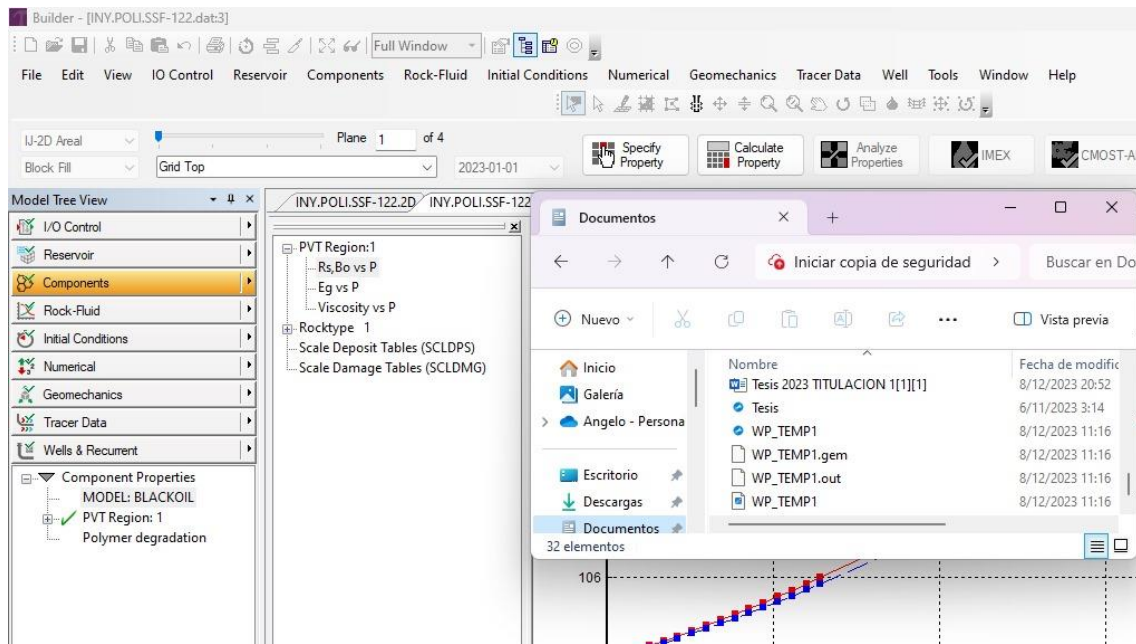 Builder - [INY.POLI.SSF-122.dat:3]
Full Window
File Edit View IO Control Reservoir Components Rock-Fluid Initial Conditions Numerical Geomechanics Tracer Data Well Tools Window Help
IJ-2D Areal
Plane 1 of 4
Block Fill
Grid Top
2023-01-01
Specify Property
Calculate Property
Analyze Properties
IMEX
CMOST-A
Model Tree View
I/O Control
Reservoir
Components
Rock-Fluid
Initial Conditions
Numerical
Geomechanics
Tracer Data
Wells & Recurrent
Component Properties
MODEL: BLACKOIL
PVT Region: 1
Polymer degradation
INY.POLI.SSF-122.2D INY.POLI.SSF-122
PVT Region:1
Rs,Bo vs P
Eg vs P
Viscosity vs P
Rocktype 1
Scale Deposit Tables (SCLDPS)
Scale Damage Tables (SCLDMG)
Documentos
Iniciar copia de seguridad
Buscar en Do
Nuevo
Vista previa
Inicio
Galería
Angelo - Persona
Escritorio
Descargas
Documentos
Nombre Fecha de modific
Tesis 2023 TITULACION 1[1][1] 8/12/2023 20:52
Tesis 6/11/2023 3:14
WP_TEMP1 8/12/2023 11:16
WP_TEMP1.gem 8/12/2023 11:16
WP_TEMP1.out 8/12/2023 11:16
WP_TEMP1 8/12/2023 11:16
32 elementos
106